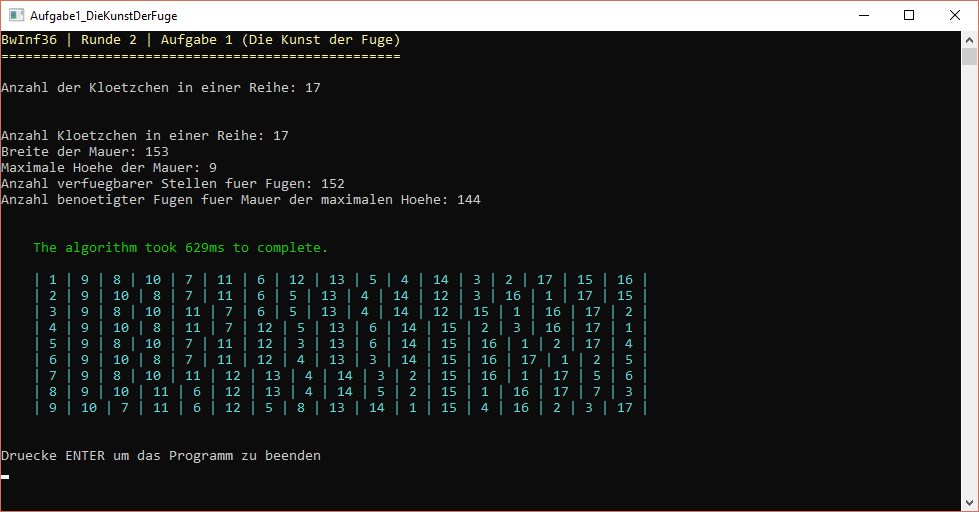 Aufgabe1_DieKunstDerFuge
BwInf36 | Runde 2 | Aufgabe 1 (Die Kunst der Fuge)
==================================================
Anzahl der Kloetzchen in einer Reihe: 17
Anzahl Kloetzchen in einer Reihe: 17
Breite der Mauer: 153
Maximale Hoehe der Mauer: 9
Anzahl verfuegbarer Stellen fuer Fugen: 152
Anzahl benoetigter Fugen fuer Mauer der maximalen Hoehe: 144
The algorithm took 629ms to complete.
| 1 | 9 | 8 | 10 | 7 | 11 | 6 | 12 | 13 | 5 | 4 | 14 | 3 | 2 | 17 | 15 | 16 |
| 2 | 9 | 10 | 8 | 7 | 11 | 6 | 5 | 13 | 4 | 14 | 12 | 3 | 16 | 1 | 17 | 15 |
| 3 | 9 | 8 | 10 | 11 | 7 | 6 | 5 | 13 | 4 | 14 | 12 | 15 | 1 | 16 | 17 | 2 |
| 4 | 9 | 10 | 8 | 11 | 7 | 12 | 5 | 13 | 6 | 14 | 15 | 2 | 3 | 16 | 17 | 1 |
| 5 | 9 | 8 | 10 | 7 | 11 | 12 | 3 | 13 | 6 | 14 | 15 | 16 | 1 | 2 | 17 | 4 |
| 6 | 9 | 10 | 8 | 7 | 11 | 12 | 4 | 13 | 3 | 14 | 15 | 16 | 17 | 1 | 2 | 5 |
| 7 | 9 | 8 | 10 | 11 | 12 | 13 | 4 | 14 | 3 | 2 | 15 | 16 | 1 | 17 | 5 | 6 |
| 8 | 9 | 10 | 11 | 6 | 12 | 13 | 4 | 14 | 5 | 2 | 15 | 1 | 16 | 17 | 7 | 3 |
| 9 | 10 | 7 | 11 | 6 | 12 | 5 | 8 | 13 | 14 | 1 | 15 | 4 | 16 | 2 | 3 | 17 |
Druecke ENTER um das Programm zu beenden